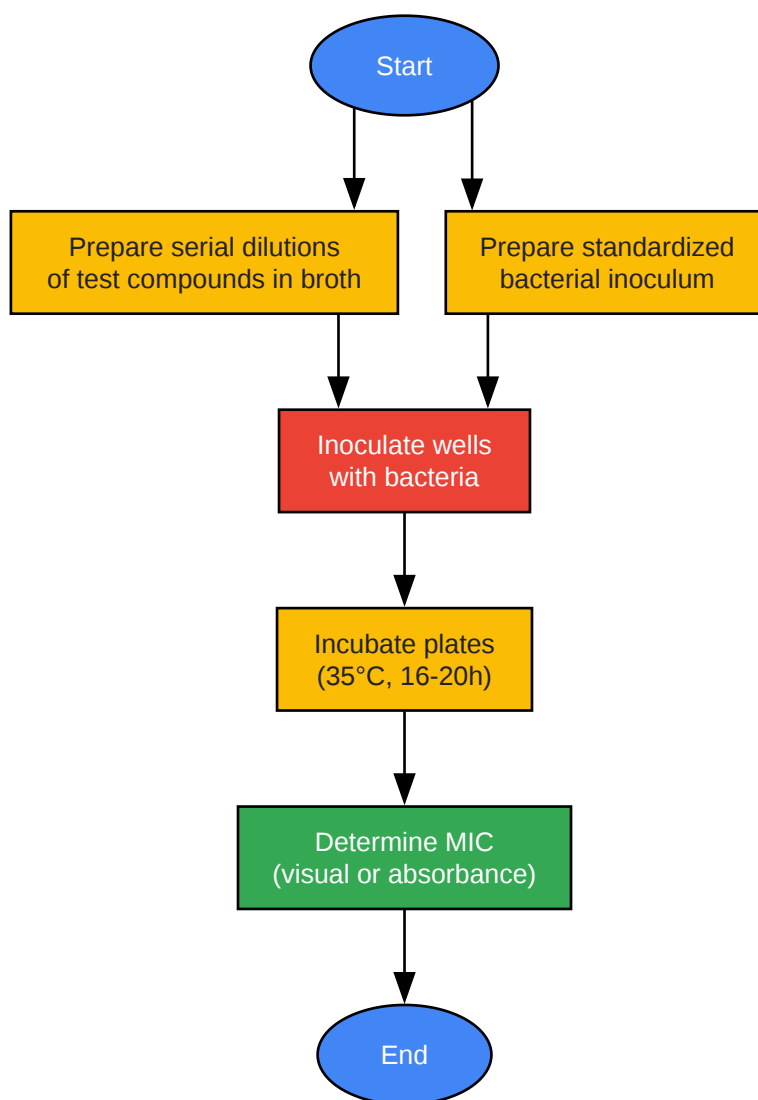 Start
Prepare serial dilutions
of test compounds in broth
Prepare standardized
bacterial inoculum
Inoculate wells
with bacteria
Incubate plates
(35°C, 16-20h)
Determine MIC
(visual or absorbance)
End